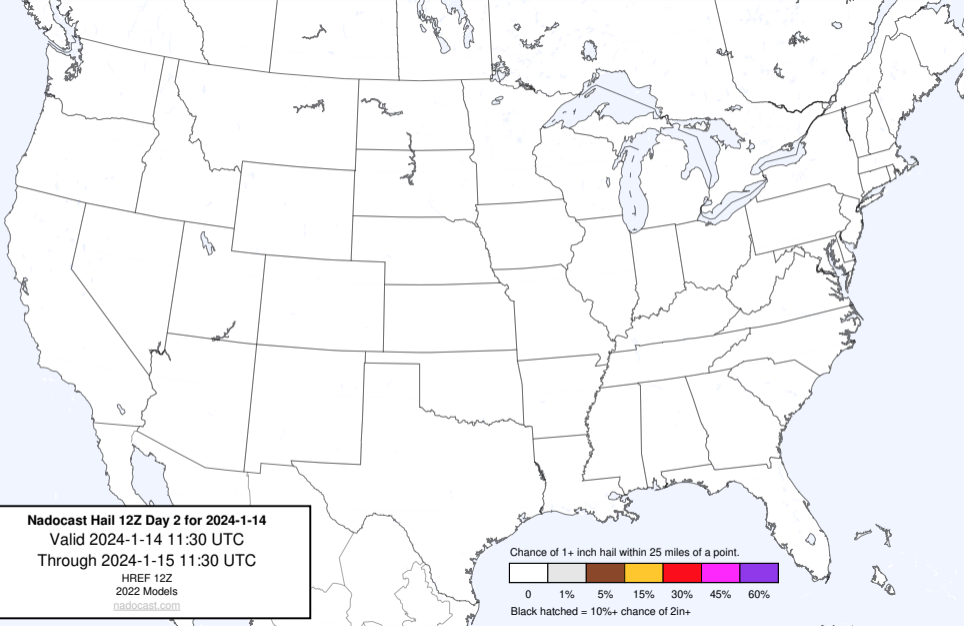 Nadocast Hail 12Z Day 2 for 2024-1-14
Valid 2024-1-14 11:30 UTC
Through 2024-1-15 11:30 UTC
HREF 12Z
2022 Models
nadocast.com
Chance of 1+ inch hail within 25 miles of a point.
0 1% 5% 15% 30% 45% 60%
Black hatched = 10%+ chance of 2in+